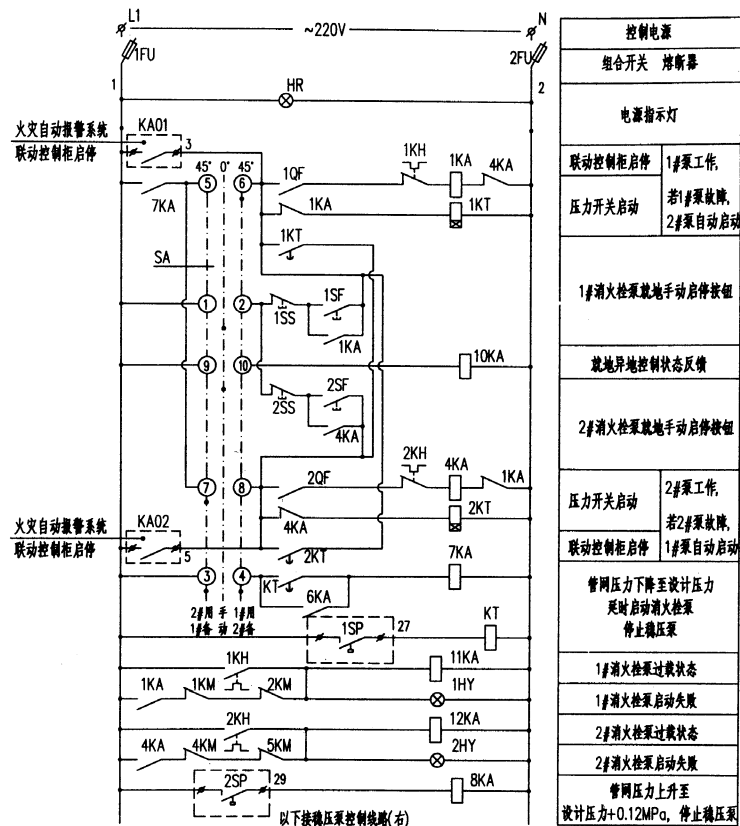 L1
~220V
N
1FU
2FU
1
2
HR
火灾自动报警系统
联动控制柜启停
KA01
3
45° 0° 45°
5
6
1QF
1KH
1KA
4KA
7KA
1KA
1KT
1KT
SA
1
2
1SS
1SF
1KA
9
10
10KA
2SS
2SF
4KA
2KH
4KA
1KA
7
8
2QF
4KA
2KT
火灾自动报警系统
联动控制柜启停
KA02
5
2KT
7KA
3
4
KT
6KA
2#用
1#备
手动
1#用
2#备
1SP
27
KT
1KH
11KA
1KA
1KM
2KM
1HY
2KH
12KA
4KA
4KM
5KM
2HY
2SP
29
8KA
以下接稳压泵控制线路(右)
控制电源
组合开关 熔断器
电源指示灯
联动控制柜启停
压力开关启动
1#泵工作,
若1#泵故障,
2#泵自动启动
1#消火栓泵就地手动启停按钮
就地异地控制状态反馈
2#消火栓泵就地手动启停按钮
压力开关启动
联动控制柜启停
2#泵工作,
若2#泵故障,
1#泵自动启动
管网压力下降至设计压力
延时启动消火栓泵
停止稳压泵
1#消火栓泵过载状态
1#消火栓泵启动失败
2#消火栓泵过载状态
2#消火栓泵启动失败
管网压力上升至
设计压力+0.12MPa, 停止稳压泵